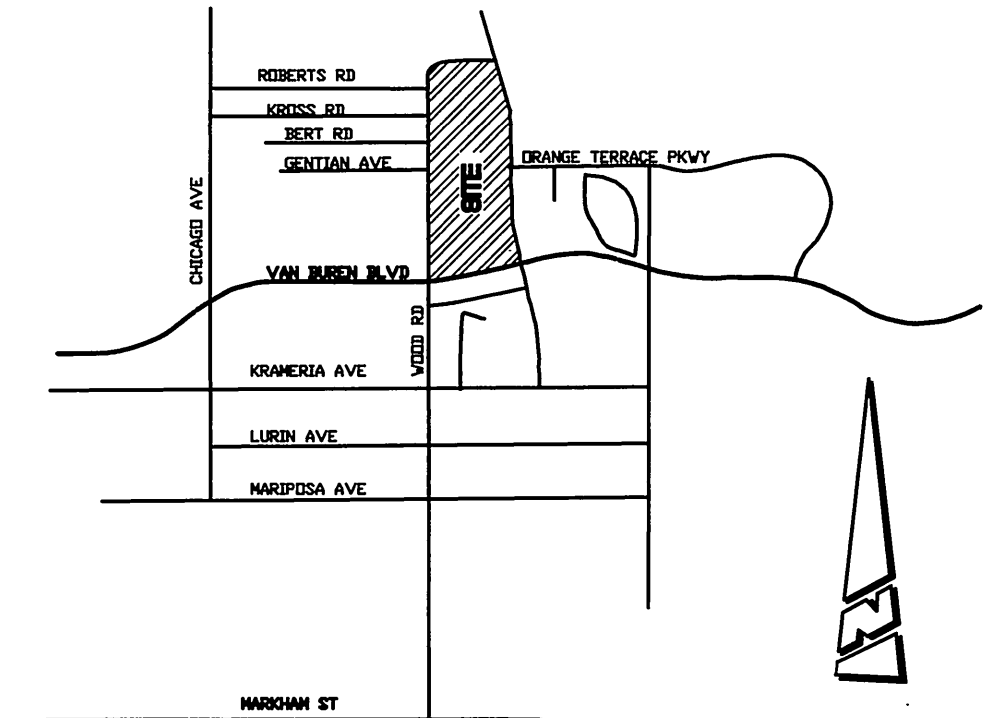 ROBERTS RD
KROSS RD
BERT RD
GENTIAN AVE
ORANGE TERRACE PKWY
SITE
CHICAGO AVE
VAN BUREN BLVD
WOOD RD
KRAMERIA AVE
LURIN AVE
MARIPOSA AVE
N
MARKHAM ST